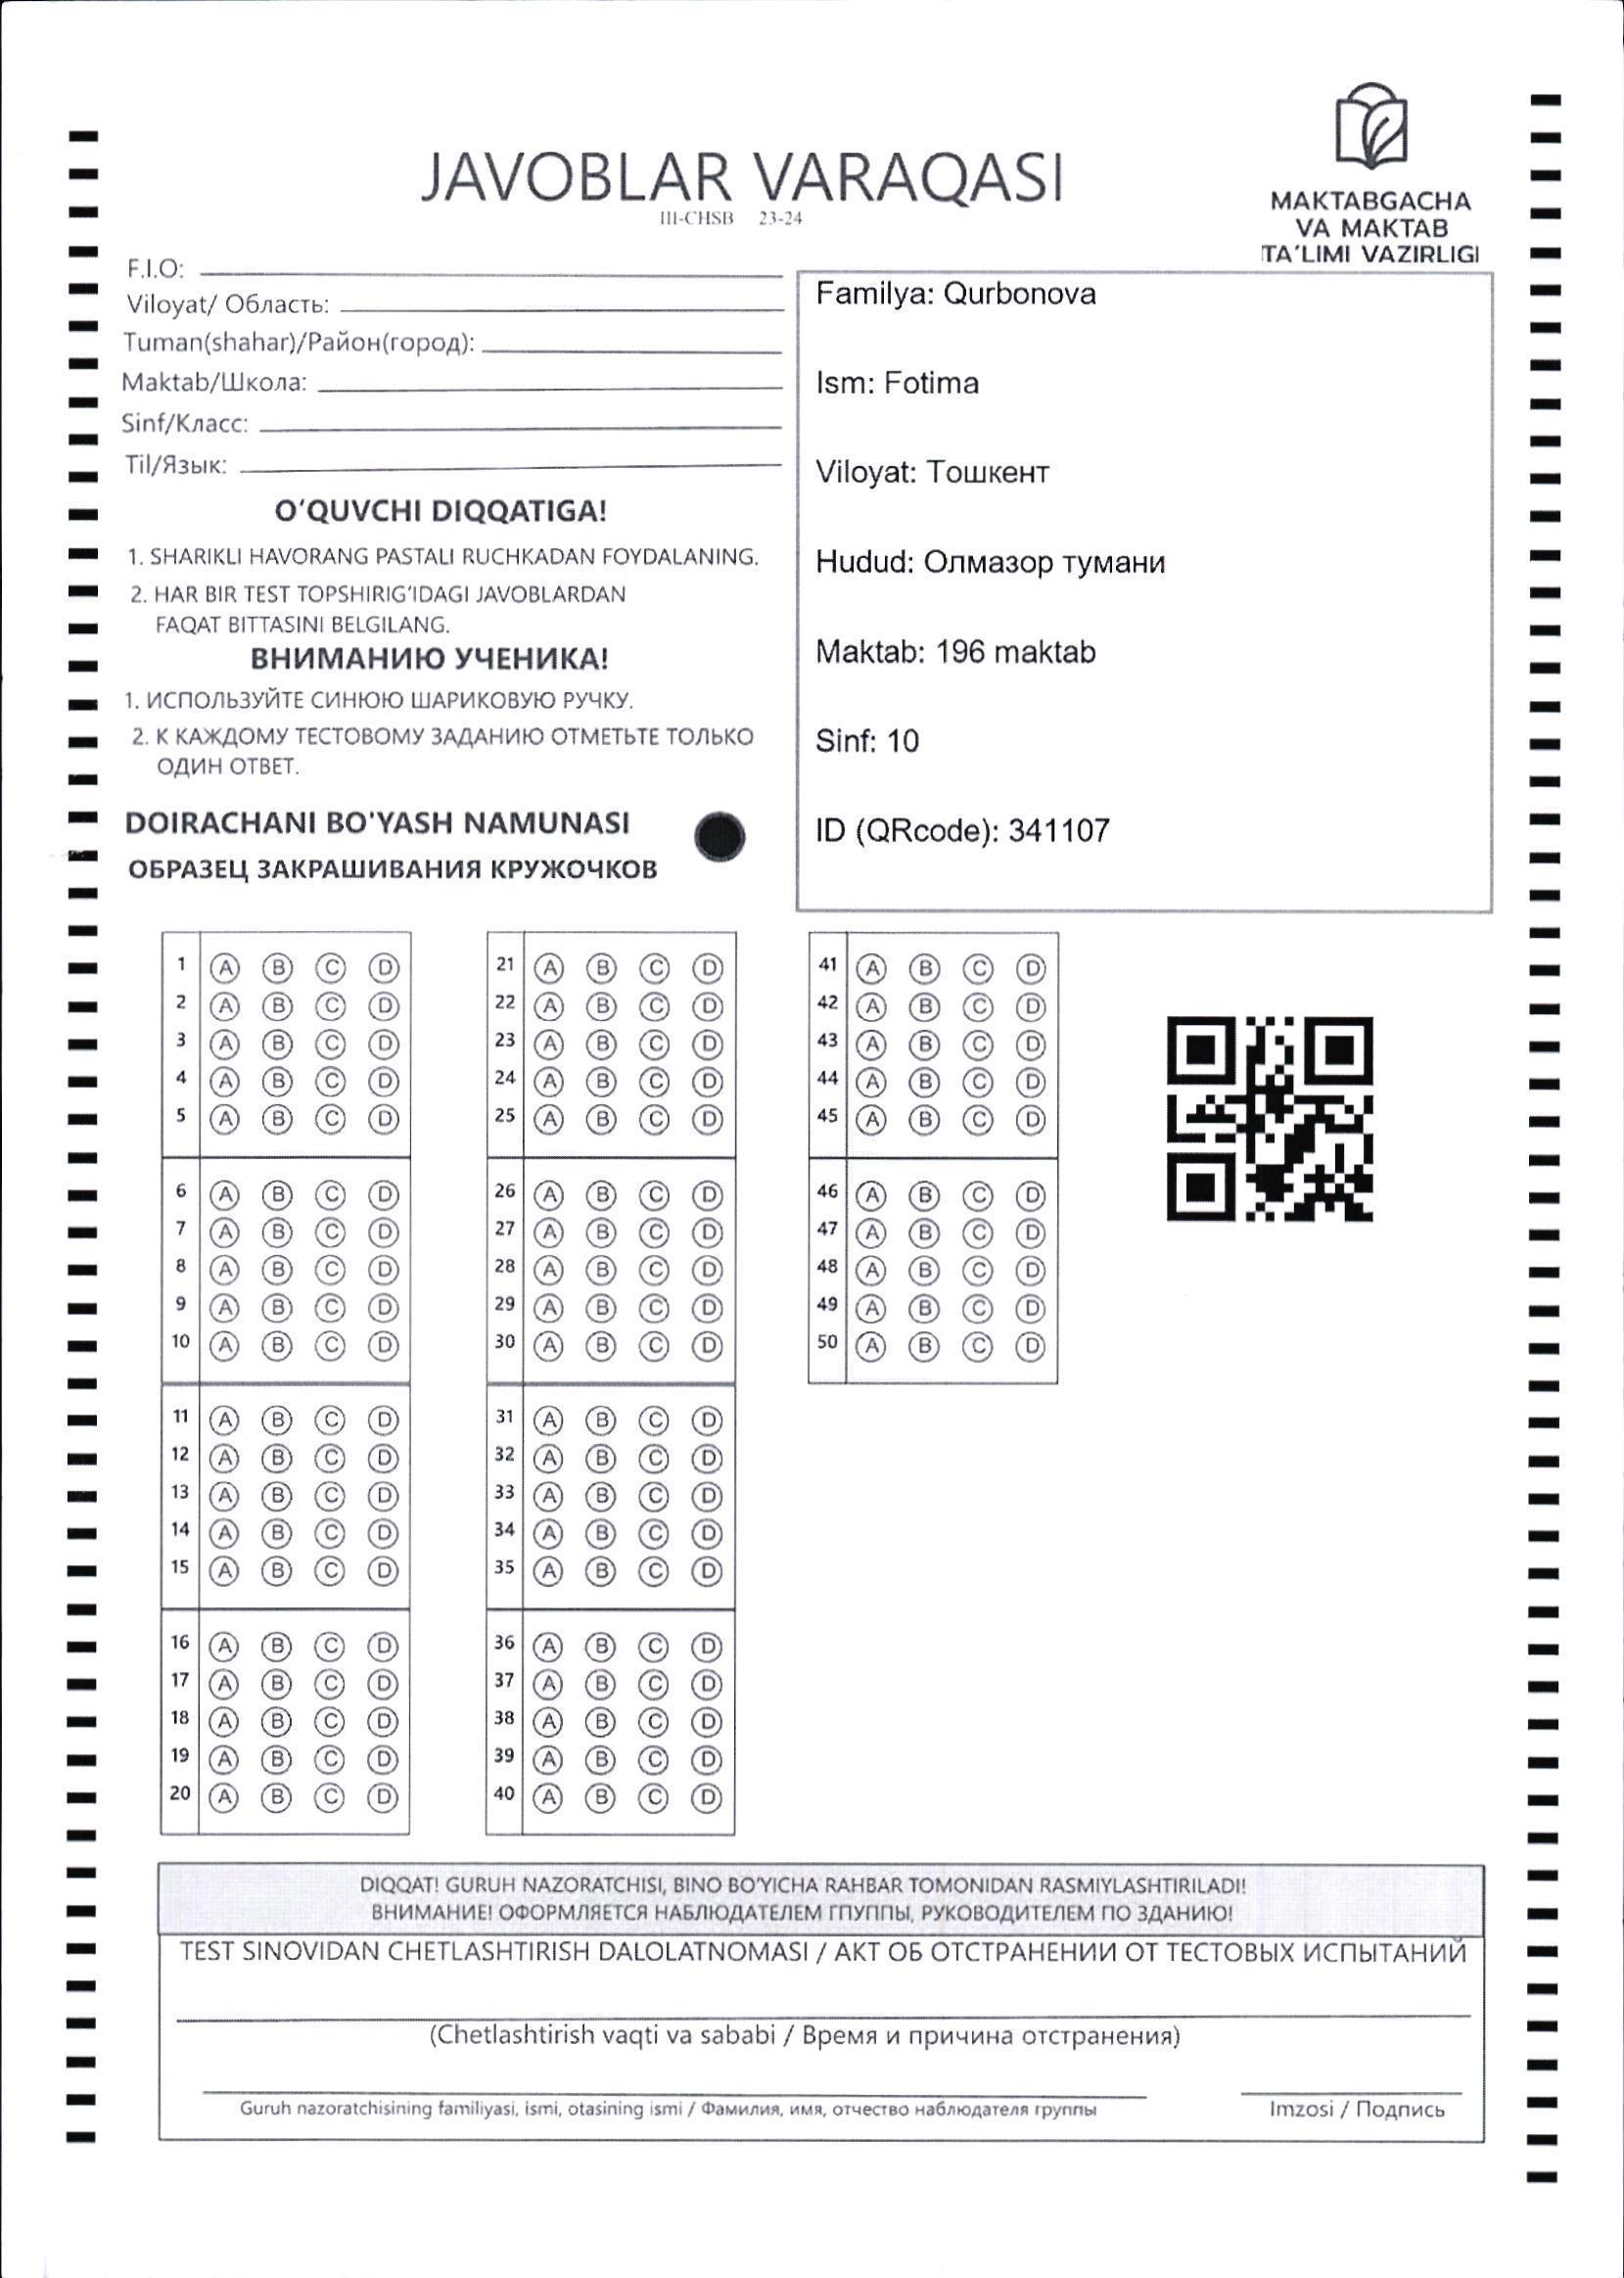 JAVOBLAR VARAQASI
III-CHSB 23-24
MAKTABGACHA
VA MAKTAB
TA'LIMI VAZIRLIGI
F.I.O:
Viloyat/ Область:
Tuman(shahar)/Район(город):
Maktab/Школа:
Sinf/Класс:
Til/Язык:
O'QUVCHI DIQQATIGA!
1. SHARIKLI HAVORANG PASTALI RUCHKADAN FOYDALANING.
2. HAR BIR TEST TOPSHIRIG'IDAGI JAVOBLARDAN
FAQAT BITTASINI BELGILANG.
ВНИМАНИЮ УЧЕНИКА!
1. ИСПОЛЬЗУЙТЕ СИНЮЮ ШАРИКОВУЮ РУЧКУ.
2. К КАЖДОМУ ТЕСТОВОМУ ЗАДАНИЮ ОТМЕТЬТЕ ТОЛЬКО
ОДИН ОТВЕТ.
DOIRACHANI BO'YASH NAMUNASI
ОБРАЗЕЦ ЗАКРАШИВАНИЯ КРУЖОЧКОВ
Familya: Qurbonova
Ism: Fotima
Viloyat: Тошкент
Hudud: Олмазор тумани
Maktab: 196 maktab
Sinf: 10
ID (QRcode): 341107
1 A B C D
2 A B C D
3 A B C D
4 A B C D
5 A B C D
6 A B C D
7 A B C D
8 A B C D
9 A B C D
10 A B C D
11 A B C D
12 A B C D
13 A B C D
14 A B C D
15 A B C D
16 A B C D
17 A B C D
18 A B C D
19 A B C D
20 A B C D
21 A B C D
22 A B C D
23 A B C D
24 A B C D
25 A B C D
26 A B C D
27 A B C D
28 A B C D
29 A B C D
30 A B C D
31 A B C D
32 A B C D
33 A B C D
34 A B C D
35 A B C D
36 A B C D
37 A B C D
38 A B C D
39 A B C D
40 A B C D
41 A B C D
42 A B C D
43 A B C D
44 A B C D
45 A B C D
46 A B C D
47 A B C D
48 A B C D
49 A B C D
50 A B C D
DIQQAT! GURUH NAZORATCHISI, BINO BO'YICHA RAHBAR TOMONIDAN RASMIYLASHTIRILADI!
ВНИМАНИЕ! ОФОРМЛЯЕТСЯ НАБЛЮДАТЕЛЕМ ГПУППЫ, РУКОВОДИТЕЛЕМ ПО ЗДАНИЮ!
TEST SINOVIDAN CHETLASHTIRISH DALOLATNOMASI / АКТ ОБ ОТСТРАНЕНИИ ОТ ТЕСТОВЫХ ИСПЫТАНИЙ
(Chetlashtirish vaqti va sababi / Время и причина отстранения)
Guruh nazoratchisining familiyasi, ismi, otasining ismi / Фамилия, имя, отчество наблюдателя группы
Imzosi / Подпись